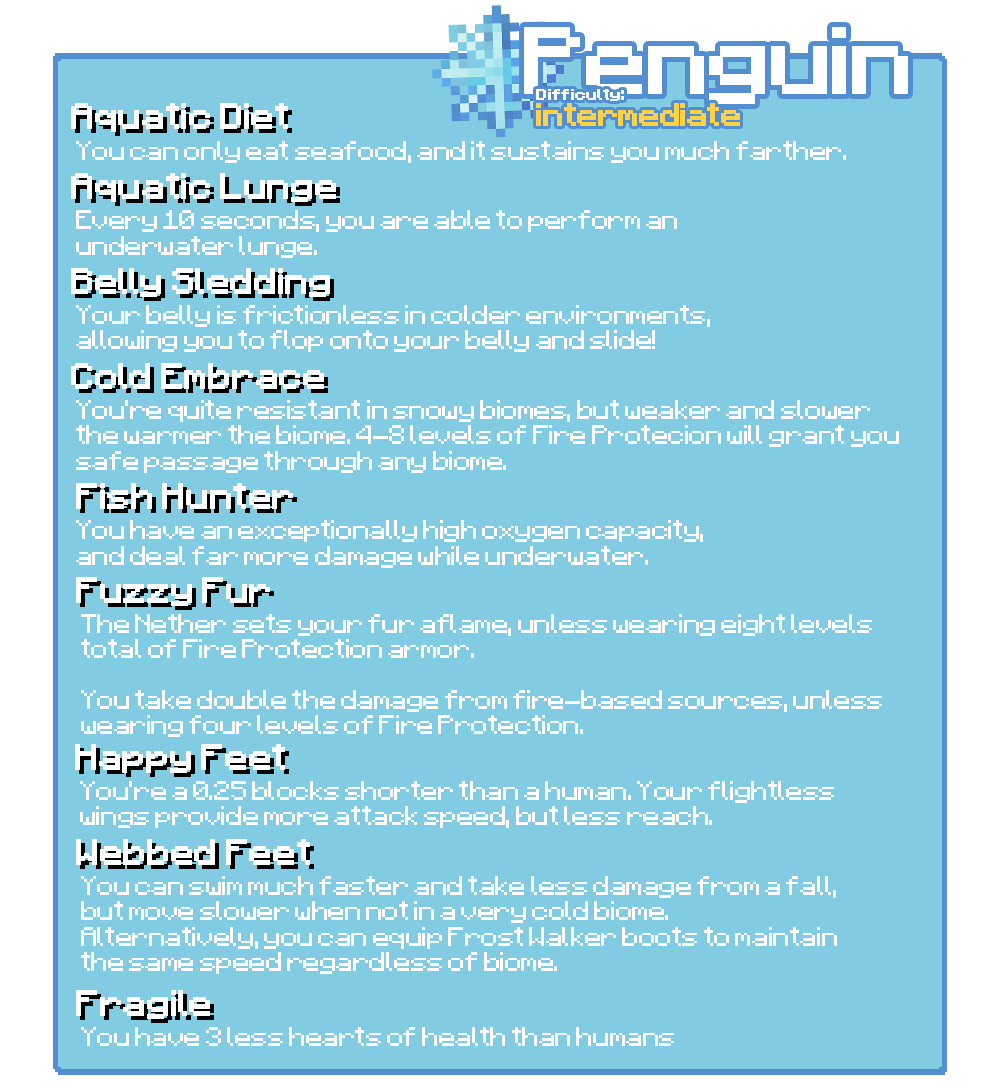 Penguin
Difficulty:
intermediate
Aquatic Diet
You can only eat seafood, and it sustains you much farther.
Aquatic Lunge
Every 10 seconds, you are able to perform an
underwater lunge.
Belly Sledding
Your belly is frictionless in colder environments,
allowing you to flop onto your belly and slide!
Cold Embrace
You're quite resistant in snowy biomes, but weaker and slower
the warmer the biome. 4-8 levels of Fire Protecion will grant you
safe passage through any biome.
Fish Hunter
You have an exceptionally high oxygen capacity,
and deal far more damage while underwater.
Fuzzy Fur
The Nether sets your fur aflame, unless wearing eight levels
total of Fire Protection armor.
You take double the damage from fire-based sources, unless
wearing four levels of Fire Protection.
Happy Feet
You're a 0.25 blocks shorter than a human. Your flightless
wings provide more attack speed, but less reach.
Webbed Feet
You can swim much faster and take less damage from a fall,
but move slower when not in a very cold biome.
Alternatively, you can equip Frost Walker boots to maintain
the same speed regardless of biome.
Fragile
You have 3 less hearts of health than humans